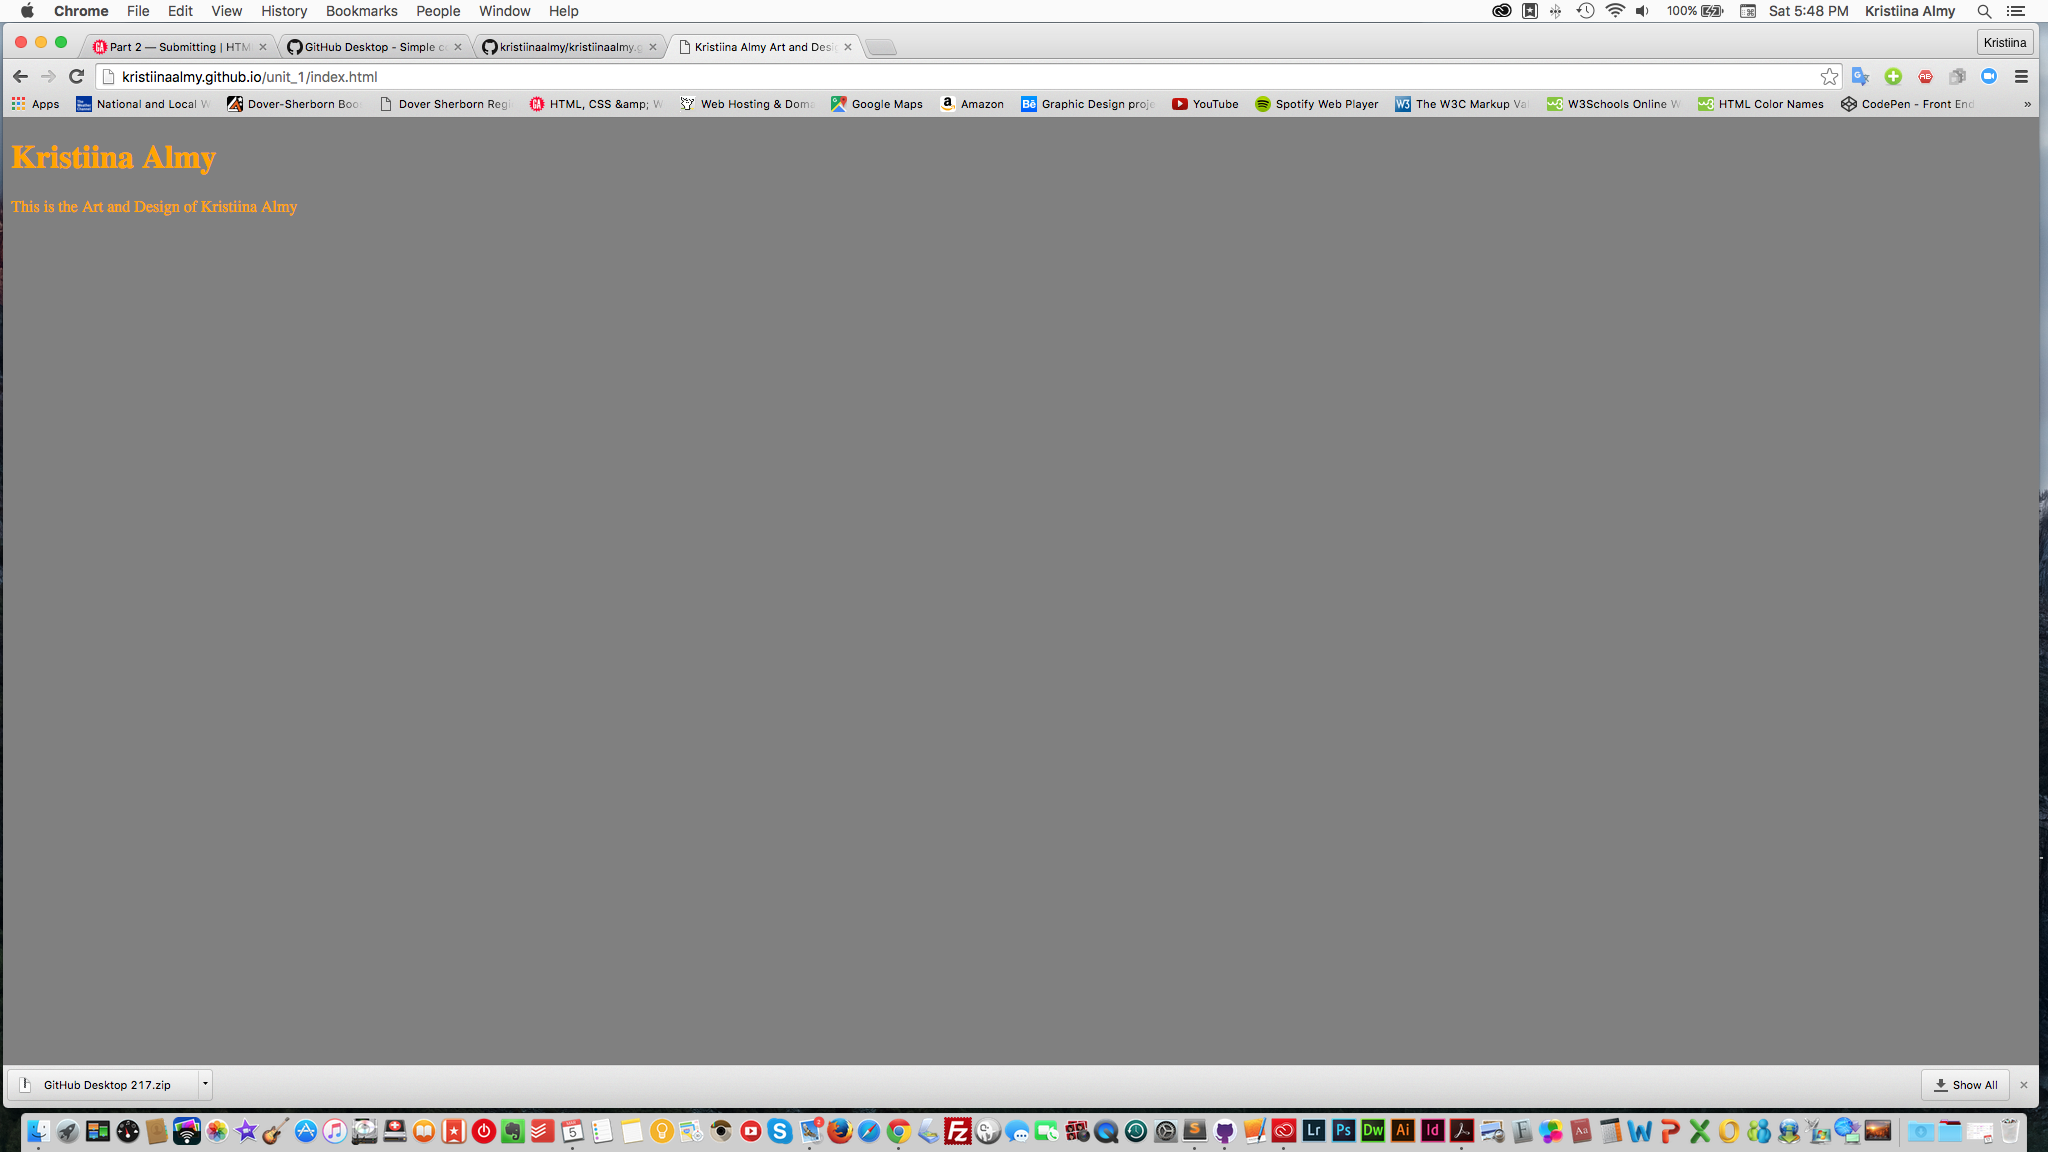 Chrome File Edit View History Bookmarks People Window Help 100% Sat 5:48 PM Kristiina Almy
Part 2 — Submitting | HTM GitHub Desktop - Simple co kristiinaalmy/kristiinaalmy.g Kristiina Almy Art and Desi Kristiina
kristiinaalmy.github.io/unit_1/index.html
Apps National and Local W Dover-Sherborn Boo Dover Sherborn Regi HTML, CSS &amp; W Web Hosting & Doma Google Maps Amazon Graphic Design proje YouTube Spotify Web Player The W3C Markup Val W3Schools Online W HTML Color Names CodePen - Front End »
Kristiina Almy
This is the Art and Design of Kristiina Almy
GitHub Desktop 217.zip Show All
5 Fz Lr Ps Dw Ai Id